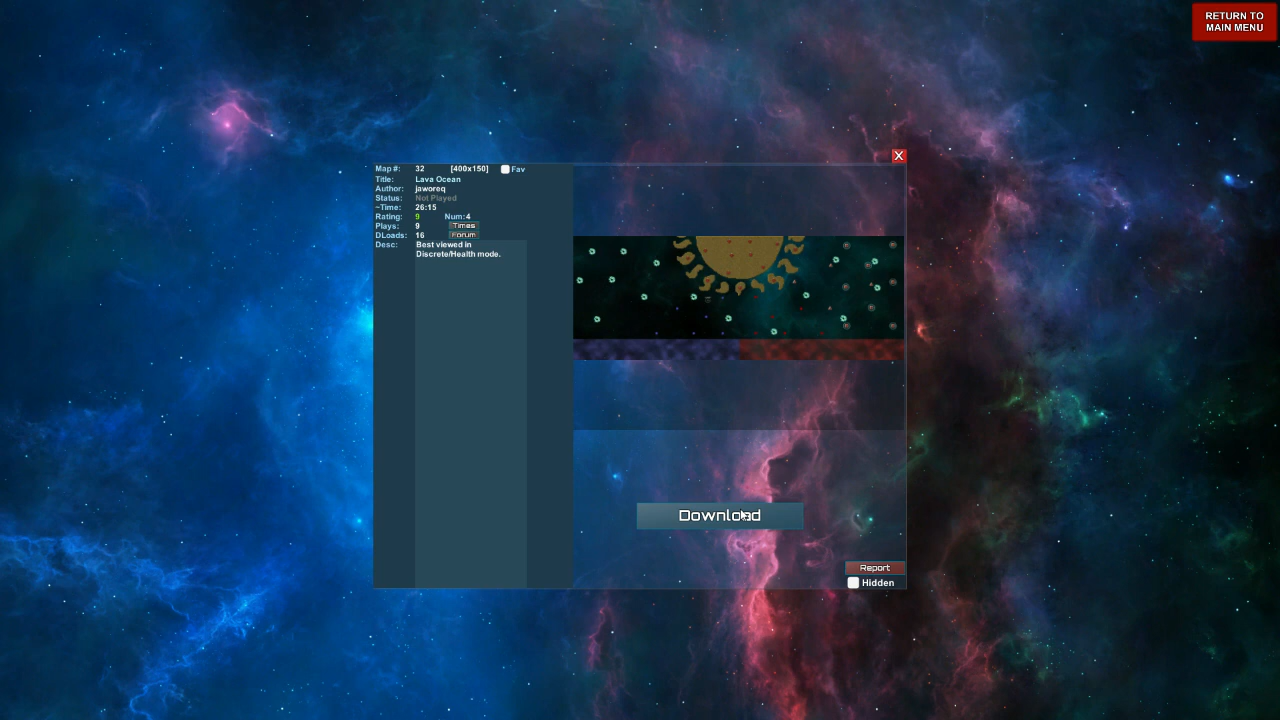 RETURN TO
MAIN MENU
X
Map #: 32 [400x150] Fav
Title: Lava Ocean
Author: jaworeq
Status: Not Played
~Time: 26:15
Rating: 9 Num:4
Plays: 9 Times
DLoads: 16 Forum
Desc: Best viewed in
Discrete/Health mode.
Download
Report
Hidden